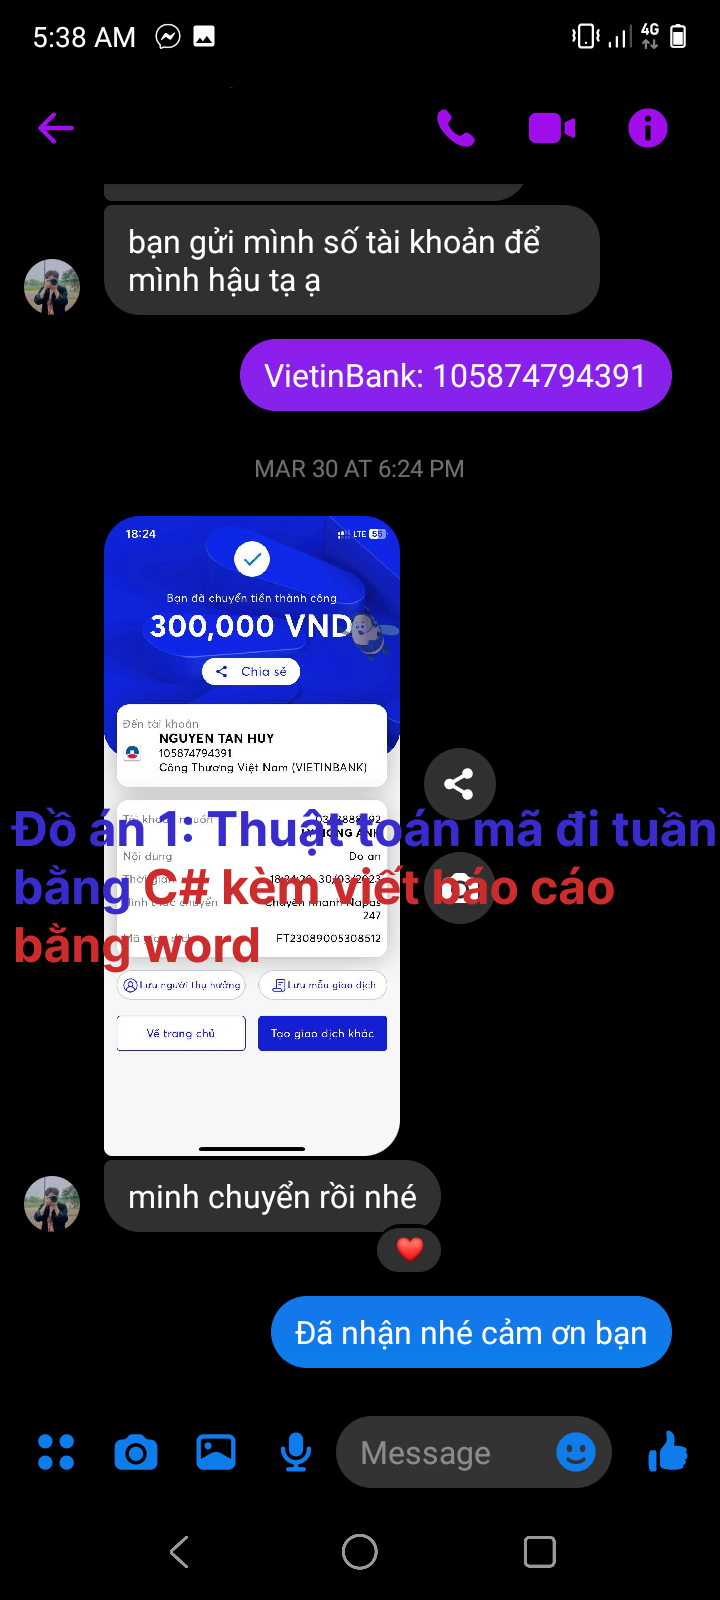 5:38 AM
4G
bạn gửi mình số tài khoản để
mình hậu tạ ạ
VietinBank: 105874794391
MAR 30 AT 6:24 PM
18:24
LTE 55
Bạn đã chuyển tiền thành công
300,000 VND
Chia sẻ
Đến tài khoản
NGUYEN TAN HUY
105874794391
Công Thương Việt Nam (VIETINBANK)
Đồ án 1: Thuật toán mã đi tuần
bằng C# kèm viết báo cáo
bằng word
Tài khoản nguồn
Nội dung
Do an
Thời gian
30/03/2023
Hình thức chuyển
Chuyển nhanh Napas
247
Mã giao dịch
FT23089005308512
Lưu người thụ hưởng
Lưu mẫu giao dịch
Về trang chủ
Tạo giao dịch khác
minh chuyển rồi nhé
Đã nhận nhé cảm ơn bạn
Message